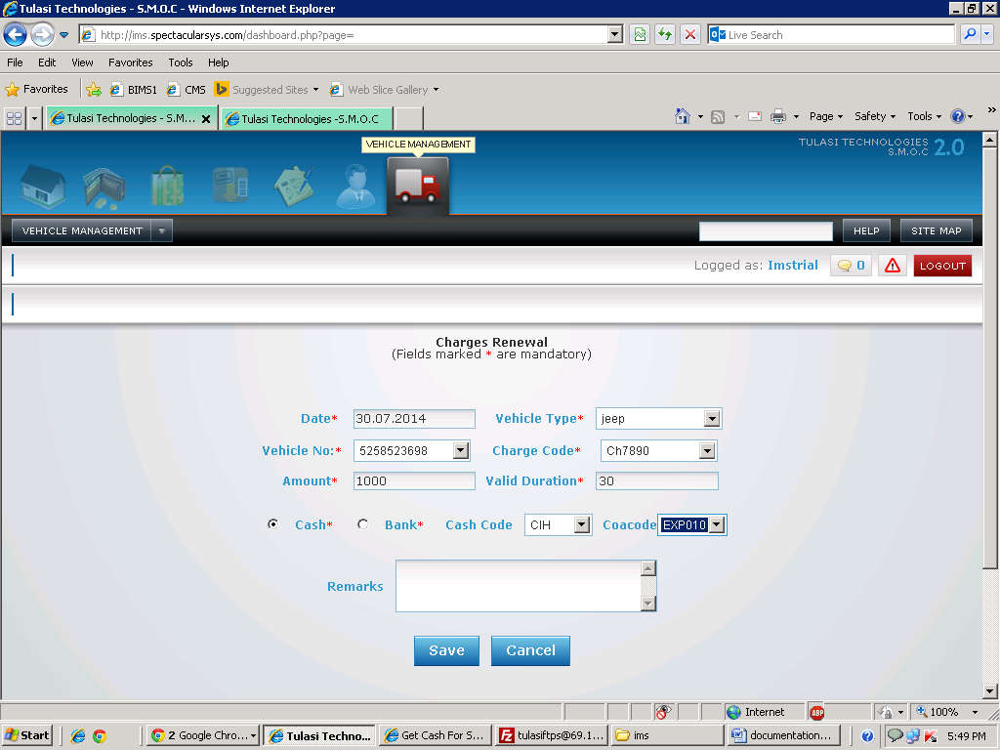 Tulasi Technologies - S.M.O.C - Windows Internet Explorer
http://ims.spectacularsys.com/dashboard.php?page=
Live Search
File Edit View Favorites Tools Help
Favorites BIMS1 CMS Suggested Sites Web Slice Gallery
Tulasi Technologies - S.M... Tulasi Technologies -S.M.O.C Page Safety Tools »
VEHICLE MANAGEMENT
TULASI TECHNOLOGIES
S.M.O.C 2.0
VEHICLE MANAGEMENT HELP SITE MAP
Logged as: Imstrial 0 LOGOUT
Charges Renewal
(Fields marked * are mandatory)
Date* 30.07.2014 Vehicle Type* jeep
Vehicle No:* 5258523698 Charge Code* Ch7890
Amount* 1000 Valid Duration* 30
Cash* Bank* Cash Code CIH Coacode EXP010
Remarks
Save Cancel
Internet ABP 100%
Start 2 Google Chro... Tulasi Techno... Get Cash For S... tulasiftps@69.1... ims documentation... 5:49 PM